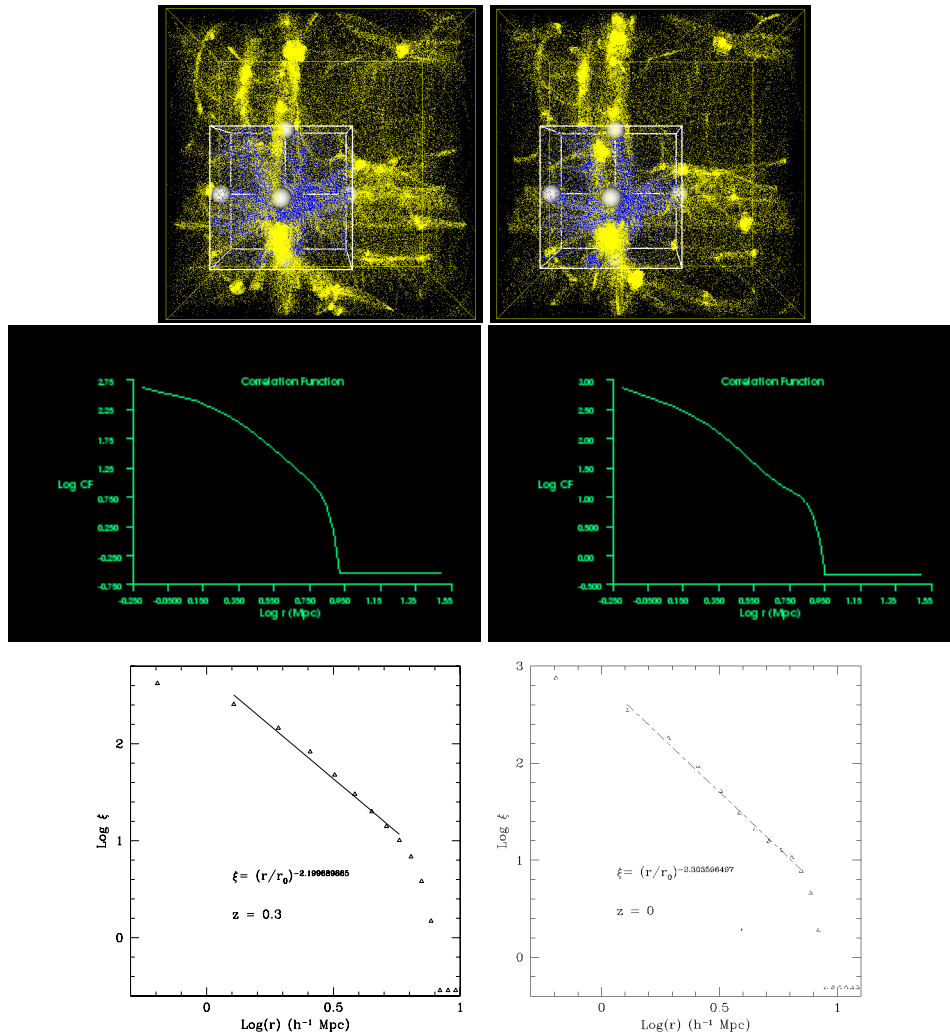 Correlation Function
2.75
2.25
1.75
1.25
Log CF
0.750
0.250
-0.250
-0.750
-0.250 -0.0500 0.150 0.350 0.550 0.750 0.950 1.15 1.35
Log r (Mpc)
Correlation Function
3.00
2.50
2.00
1.50
Log CF
1.00
0.500
0.00
-0.500
-0.250 -0.0500 0.150 0.350 0.550 0.750 0.950 1.15 1.35
Log r (Mpc)
2
1
0
Log ξ
ξ= (r/r₀)⁻²·¹⁹⁹⁶⁸⁹⁸⁶⁵
z = 0.3
0 0.5 1
Log(r) (h⁻¹ Mpc)
3
2
1
0
Log ξ
ξ= (r/r₀)⁻²·³⁰³⁵⁹⁶⁴⁹⁷
z = 0
0 0.5 1
Log(r) (h⁻¹ Mpc)